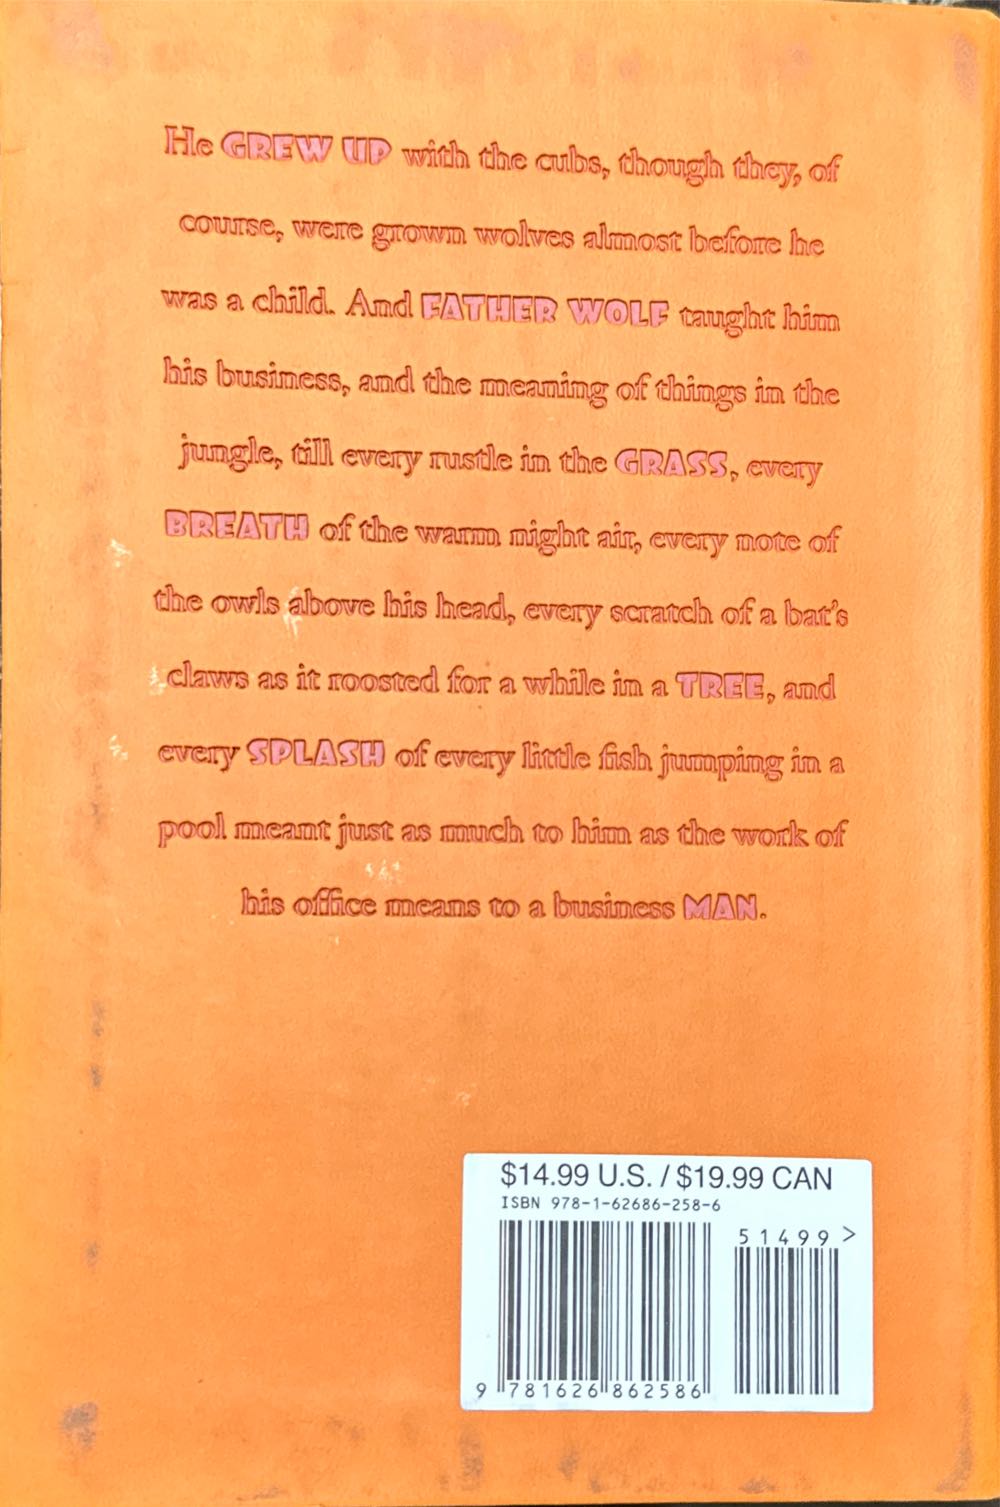 He GREW UP with the cubs, though they, of
course, were grown wolves almost before he
was a child. And FATHER WOLF taught him
his business, and the meaning of things in the
jungle, till every rustle in the GRASS, every
BREATH of the warm night air, every note of
the owls above his head, every scratch of a bat's
claws as it roosted for a while in a TREE, and
every SPLASH of every little fish jumping in a
pool meant just as much to him as the work of
his office means to a business MAN.
$14.99 U.S. / $19.99 CAN
ISBN 978-1-62686-258-6
51499>
9 781626 862586